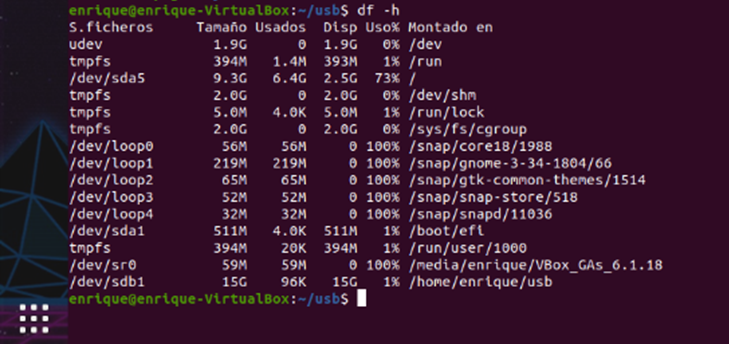 enrique@enrique-VirtualBox:~/usb$ df -h
S.ficheros Tamaño Usados Disp Uso% Montado en
udev 1.9G 0 1.9G 0% /dev
tmpfs 394M 1.4M 393M 1% /run
/dev/sda5 9.3G 6.4G 2.5G 73% /
tmpfs 2.0G 0 2.0G 0% /dev/shm
tmpfs 5.0M 4.0K 5.0M 1% /run/lock
tmpfs 2.0G 0 2.0G 0% /sys/fs/cgroup
/dev/loop0 56M 56M 0 100% /snap/core18/1988
/dev/loop1 219M 219M 0 100% /snap/gnome-3-34-1804/66
/dev/loop2 65M 65M 0 100% /snap/gtk-common-themes/1514
/dev/loop3 52M 52M 0 100% /snap/snap-store/518
/dev/loop4 32M 32M 0 100% /snap/snapd/11036
/dev/sda1 511M 4.0K 511M 1% /boot/efi
tmpfs 394M 20K 394M 1% /run/user/1000
/dev/sr0 59M 59M 0 100% /media/enrique/VBox_GAs_6.1.18
/dev/sdb1 15G 96K 15G 1% /home/enrique/usb
enrique@enrique-VirtualBox:~/usb$